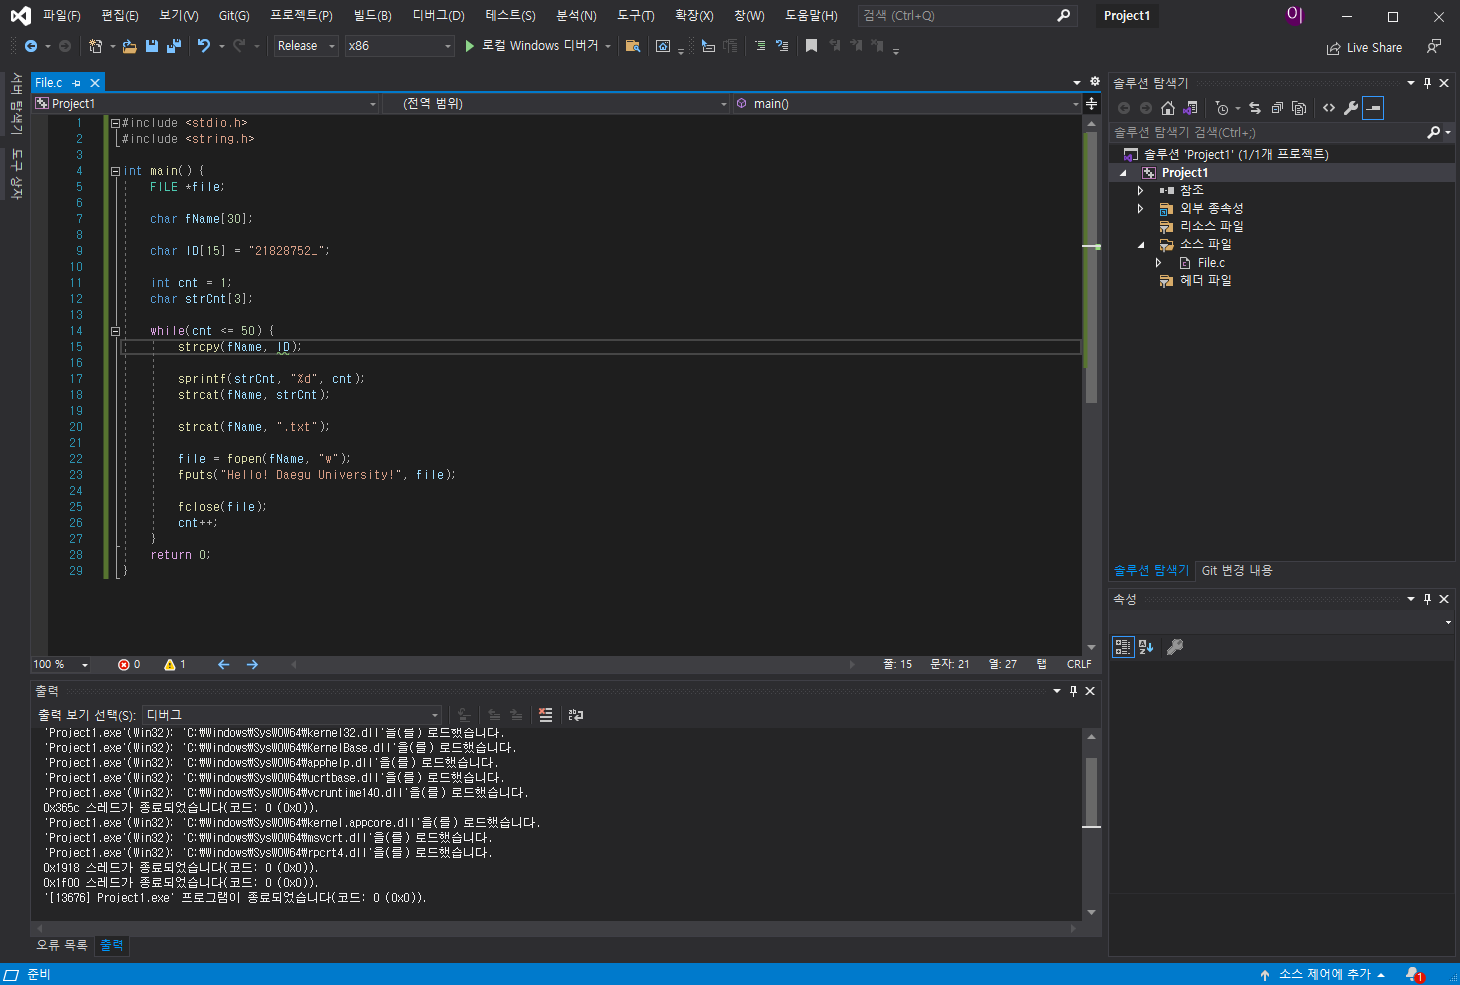 파일(F) 편집(E) 보기(V) Git(G) 프로젝트(P) 빌드(B) 디버그(D) 테스트(S) 분석(N) 도구(T) 확장(X) 창(W) 도움말(H) 검색 (Ctrl+Q) Project1 이
Release x86 로컬 Windows 디버거 Live Share
서버 탐색기
도구 상자
File.c
Project1 (전역 범위) main()
1 #include <stdio.h>
2 #include <string.h>
3
4 int main() {
5 FILE *file;
6
7 char fName[30];
8
9 char ID[15] = "21828752_";
10
11 int cnt = 1;
12 char strCnt[3];
13
14 while(cnt <= 50) {
15 strcpy(fName, ID);
16
17 sprintf(strCnt, "%d", cnt);
18 strcat(fName, strCnt);
19
20 strcat(fName, ".txt");
21
22 file = fopen(fName, "w");
23 fputs("Hello! Daegu University!", file);
24
25 fclose(file);
26 cnt++;
27 }
28 return 0;
29 }
100 % 0 1 줄: 15 문자: 21 열: 27 탭 CRLF
출력
출력 보기 선택(S): 디버그
'Project1.exe'(Win32): 'C:₩Windows₩SysWOW64₩kernel32.dll'을(를) 로드했습니다.
'Project1.exe'(Win32): 'C:₩Windows₩SysWOW64₩KernelBase.dll'을(를) 로드했습니다.
'Project1.exe'(Win32): 'C:₩Windows₩SysWOW64₩apphelp.dll'을(를) 로드했습니다.
'Project1.exe'(Win32): 'C:₩Windows₩SysWOW64₩ucrtbase.dll'을(를) 로드했습니다.
'Project1.exe'(Win32): 'C:₩Windows₩SysWOW64₩vcruntime140.dll'을(를) 로드했습니다.
0x365c 스레드가 종료되었습니다(코드: 0 (0x0)).
'Project1.exe'(Win32): 'C:₩Windows₩SysWOW64₩kernel.appcore.dll'을(를) 로드했습니다.
'Project1.exe'(Win32): 'C:₩Windows₩SysWOW64₩msvcrt.dll'을(를) 로드했습니다.
'Project1.exe'(Win32): 'C:₩Windows₩SysWOW64₩rpcrt4.dll'을(를) 로드했습니다.
0x1918 스레드가 종료되었습니다(코드: 0 (0x0)).
0x1f00 스레드가 종료되었습니다(코드: 0 (0x0)).
'[13676] Project1.exe' 프로그램이 종료되었습니다(코드: 0 (0x0)).
오류 목록 출력
솔루션 탐색기
솔루션 탐색기 검색(Ctrl+;)
솔루션 'Project1' (1/1개 프로젝트)
Project1
참조
외부 종속성
리소스 파일
소스 파일
File.c
헤더 파일
솔루션 탐색기 Git 변경 내용
속성
준비 소스 제어에 추가 1